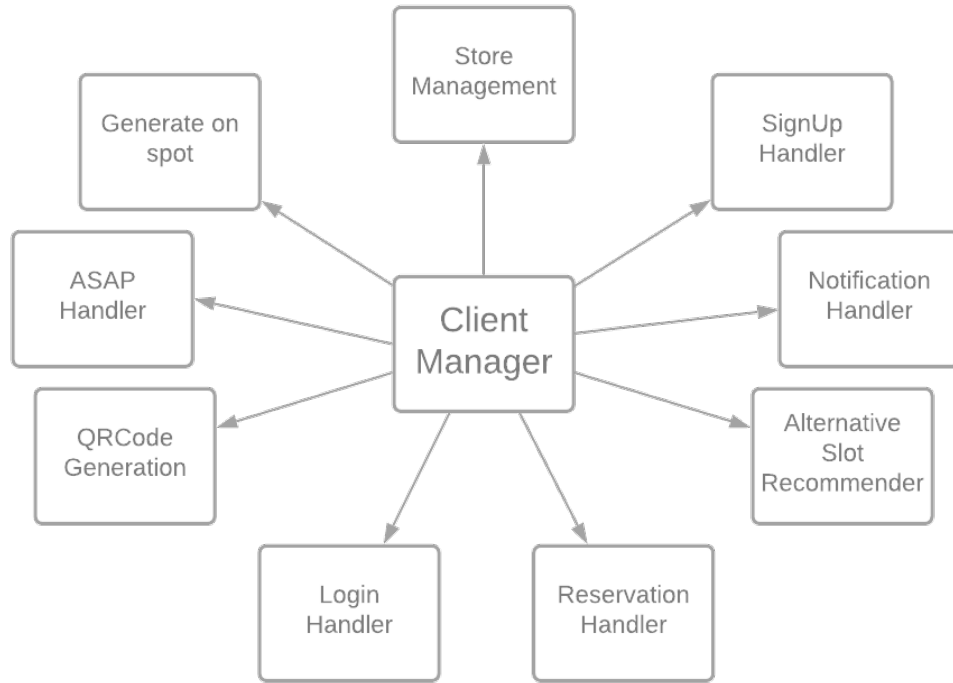 Store
Management
Generate on
spot
SignUp
Handler
ASAP
Handler
Client
Manager
Notification
Handler
QRCode
Generation
Alternative
Slot
Recommender
Login
Handler
Reservation
Handler